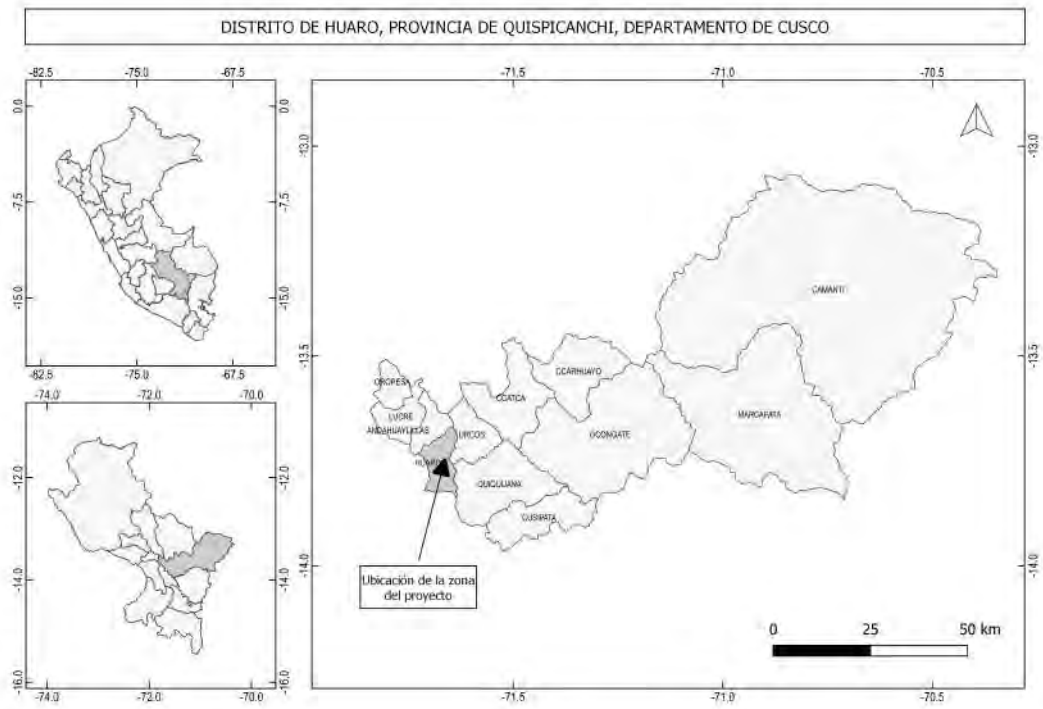 DISTRITO DE HUARO, PROVINCIA DE QUISPICANCHI, DEPARTAMENTO DE CUSCO
-82.5 -75.0 -67.5
0.0 0.0
-7.5 -7.5
-15.0 -15.0
-82.5 -75.0 -67.5
-74.0 -72.0 -70.0
-12.0 -12.0
-14.0 -14.0
-16.0 -16.0
-74.0 -72.0 -70.0
-71.5 -71.0 -70.5
-13.0 -13.0
-13.5 -13.5
-14.0 -14.0
CAMANTI
CCARHUAYO
OROPESA
CCATCA
LUCRE
MARCAPATA
ANDAHUAYLILLAS
URCOS
OCONGATE
HUARO
QUIQUIJANA
CUSIPATA
Ubicación de la zona
del proyecto
0 25 50 km
-71.5 -71.0 -70.5